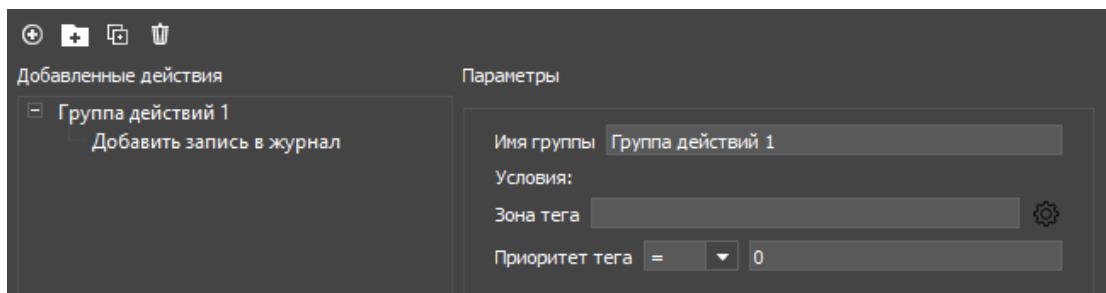 Добавленные действия
Параметры
Группа действий 1
Добавить запись в журнал
Имя группы Группа действий 1
Условия:
Зона тега
Приоритет тега = 0